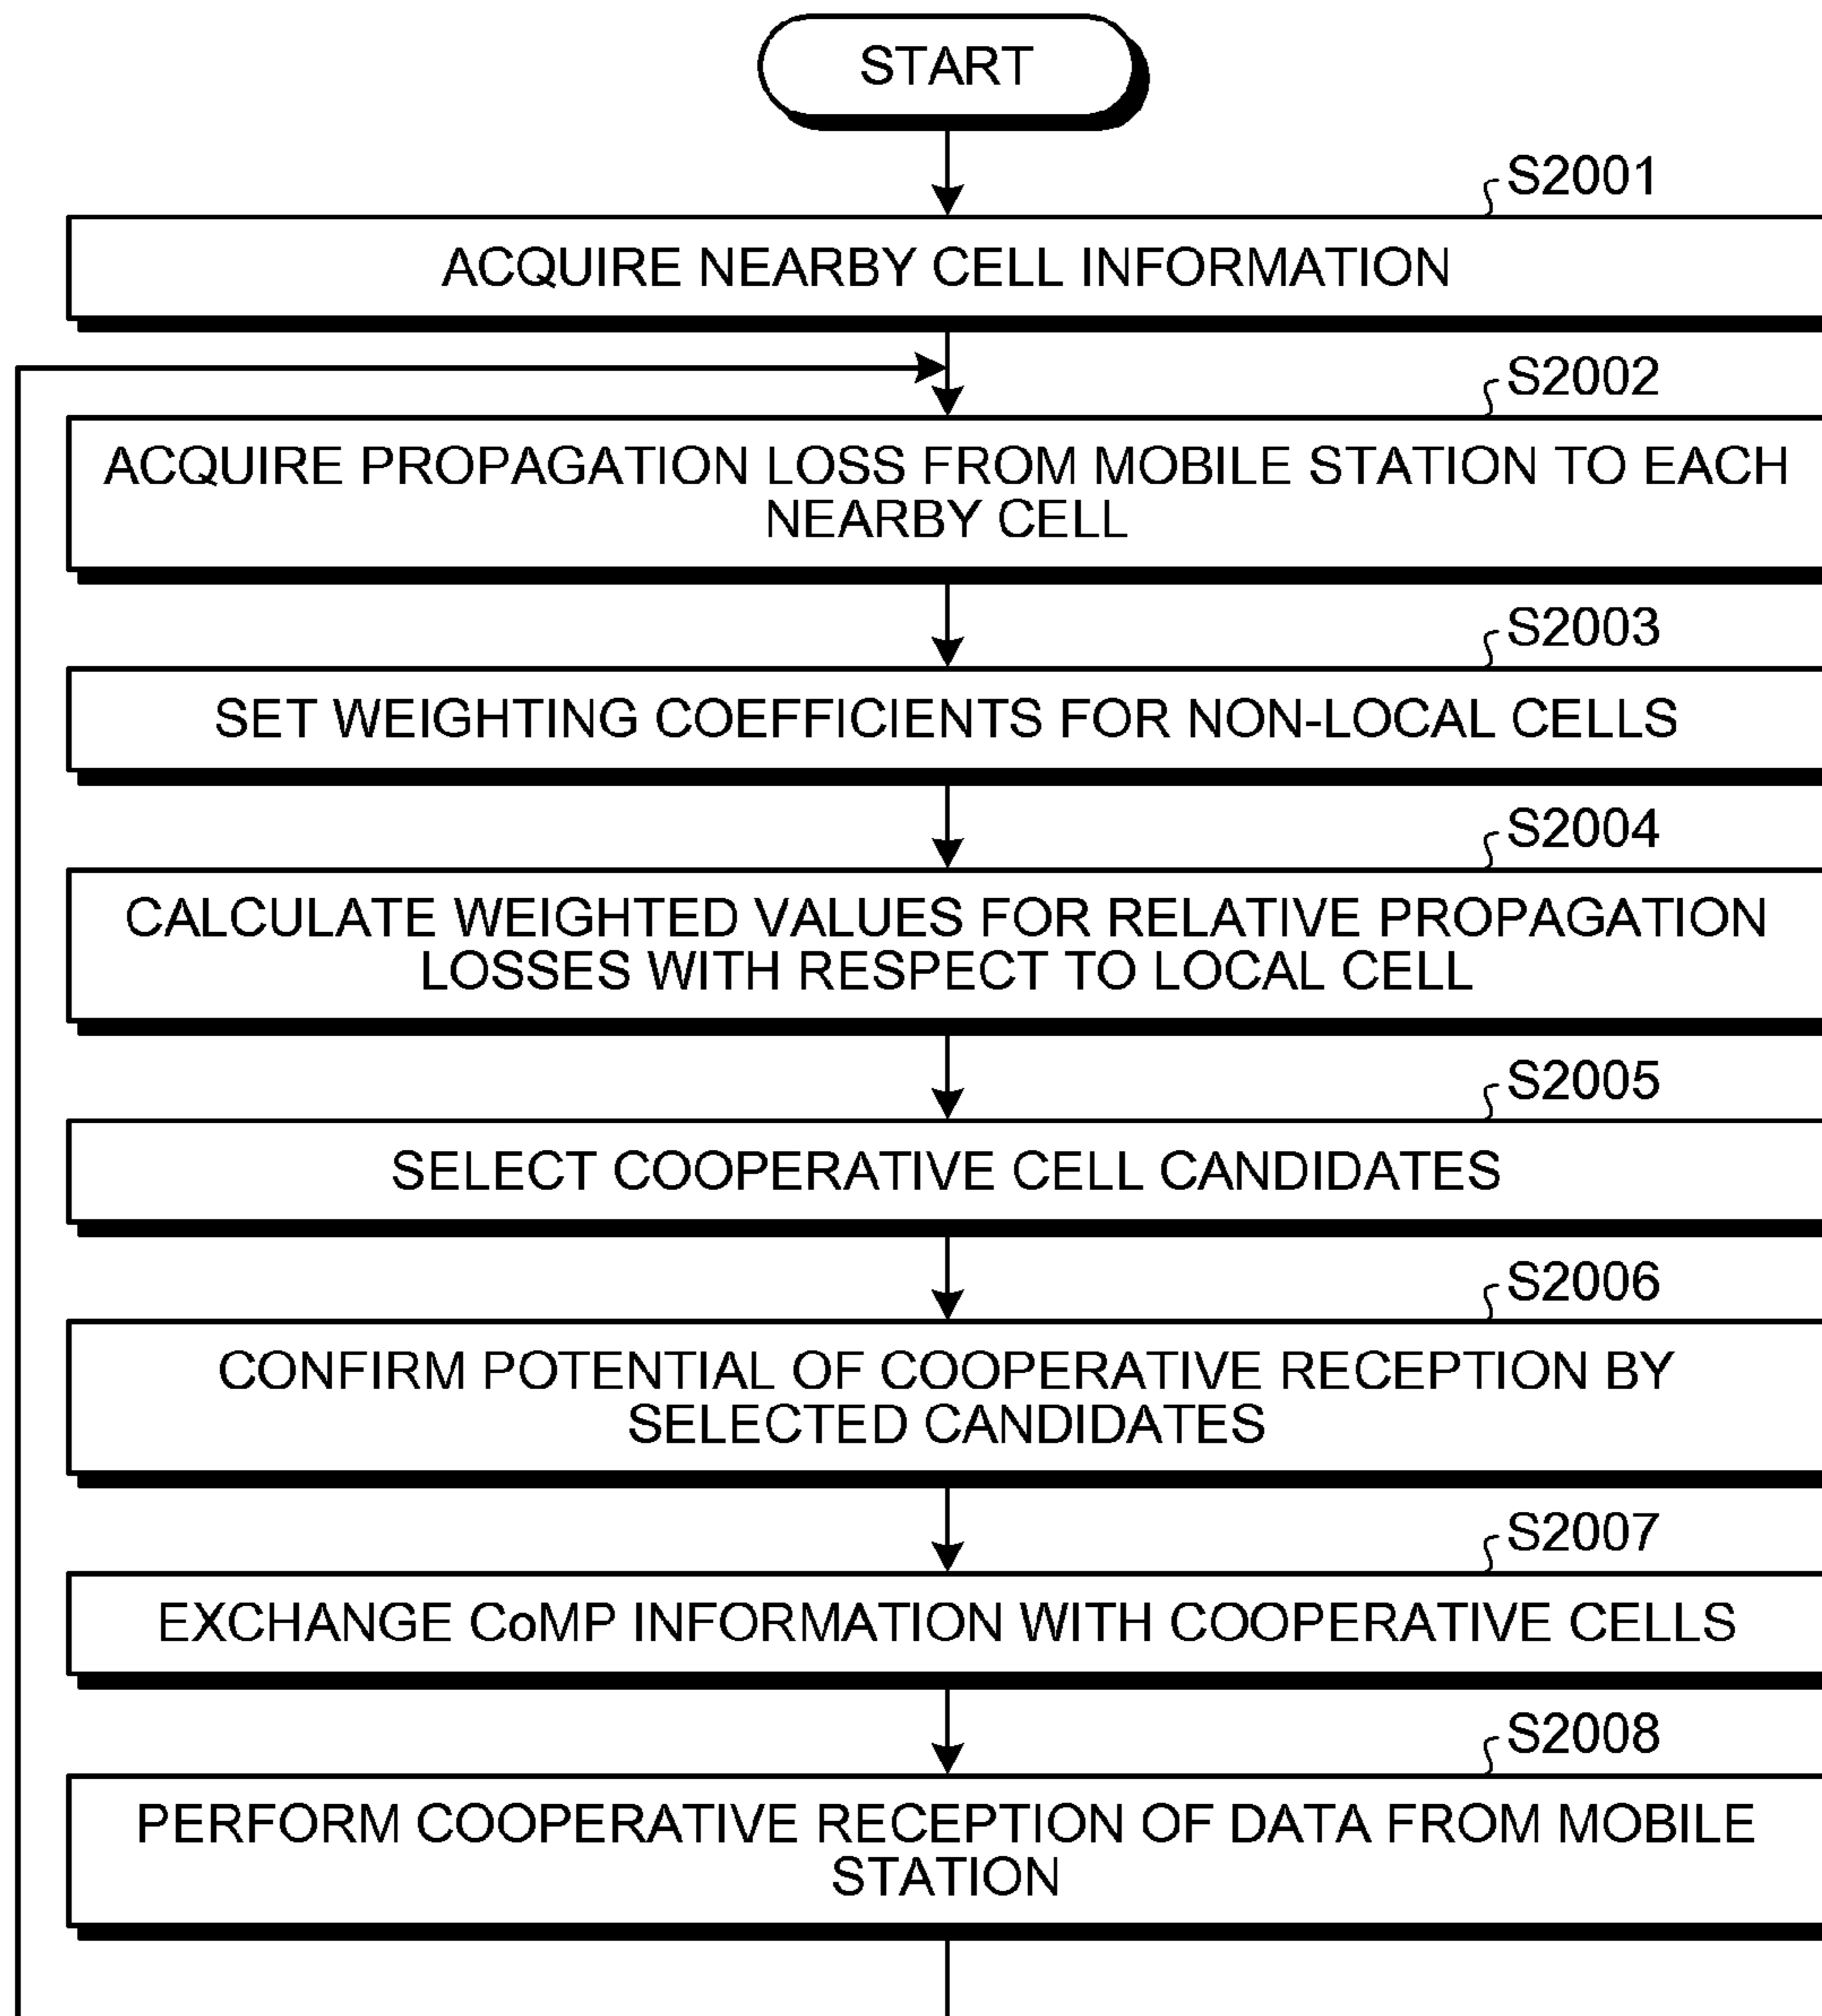 START
S2001
ACQUIRE NEARBY CELL INFORMATION
S2002
ACQUIRE PROPAGATION LOSS FROM MOBILE STATION TO EACH
NEARBY CELL
S2003
SET WEIGHTING COEFFICIENTS FOR NON-LOCAL CELLS
S2004
CALCULATE WEIGHTED VALUES FOR RELATIVE PROPAGATION
LOSSES WITH RESPECT TO LOCAL CELL
S2005
SELECT COOPERATIVE CELL CANDIDATES
S2006
CONFIRM POTENTIAL OF COOPERATIVE RECEPTION BY
SELECTED CANDIDATES
S2007
EXCHANGE CoMP INFORMATION WITH COOPERATIVE CELLS
S2008
PERFORM COOPERATIVE RECEPTION OF DATA FROM MOBILE
STATION